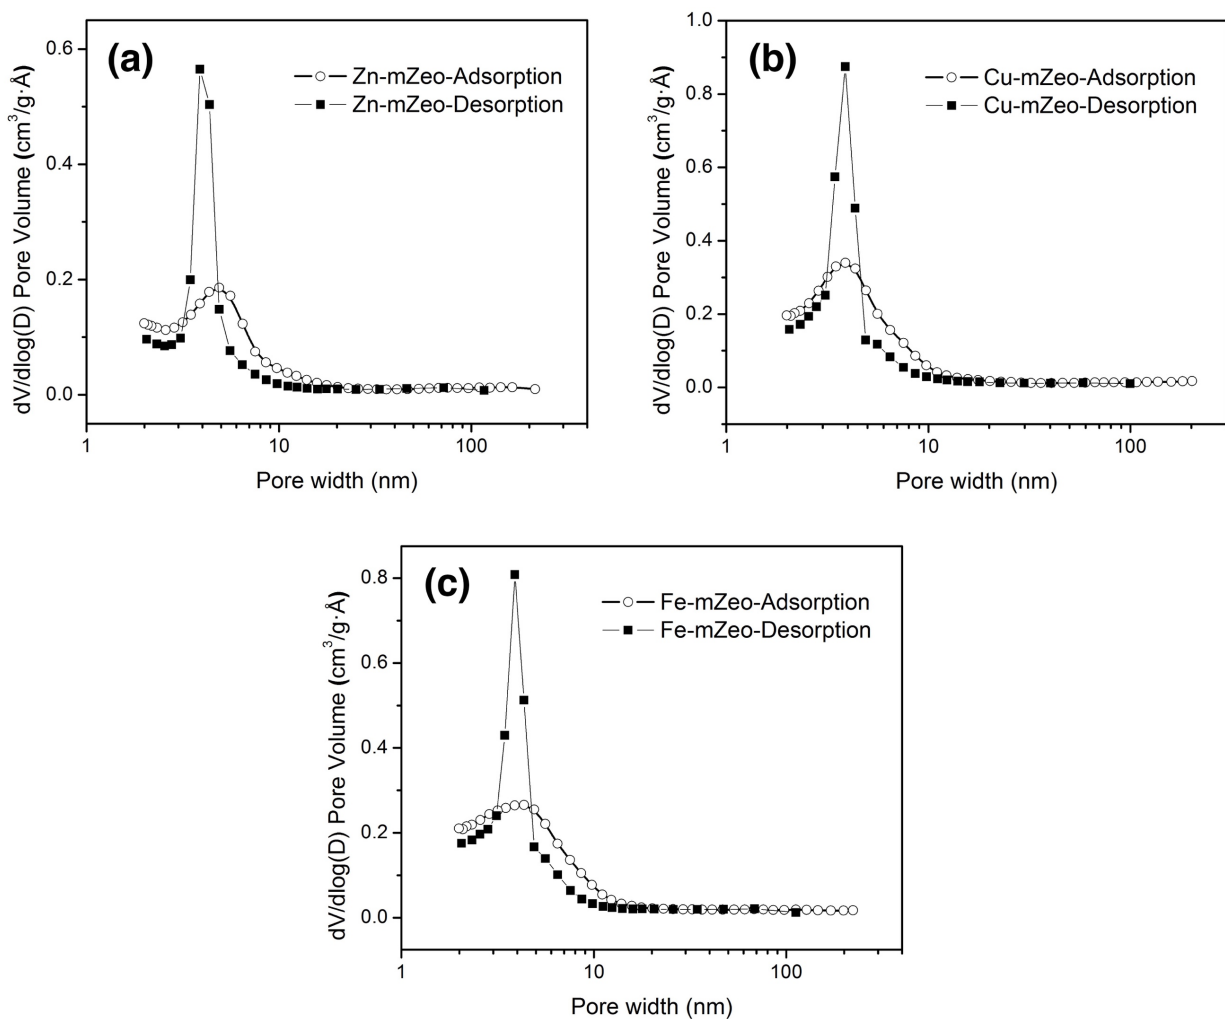 (a)
Zn-mZeo-Adsorption
Zn-mZeo-Desorption
dV/dlog(D) Pore Volume (cm³/g·Å)
0.6
0.4
0.2
0.0
1
10
100
Pore width (nm)
(b)
Cu-mZeo-Adsorption
Cu-mZeo-Desorption
dV/dlog(D) Pore Volume (cm³/g·Å)
1.0
0.8
0.6
0.4
0.2
0.0
1
10
100
Pore width (nm)
(c)
Fe-mZeo-Adsorption
Fe-mZeo-Desorption
dV/dlog(D) Pore Volume (cm³/g·Å)
0.8
0.6
0.4
0.2
0.0
1
10
100
Pore width (nm)